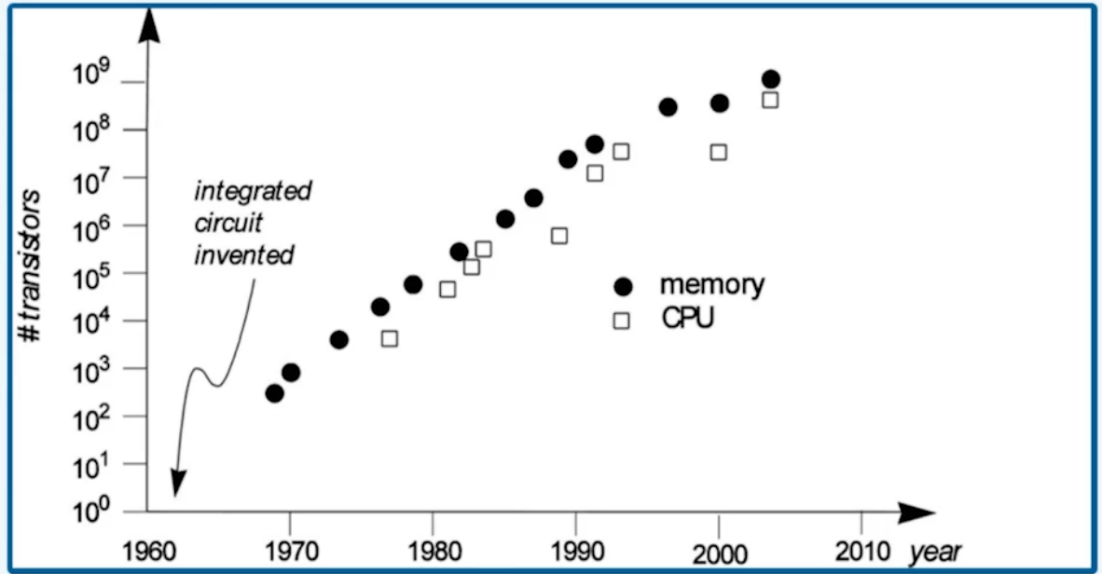 10⁹
10⁸
10⁷
10⁶
10⁵
10⁴
10³
10²
10¹
10⁰
#transistors
integrated
circuit
invented
memory
CPU
1960 1970 1980 1990 2000 2010 year